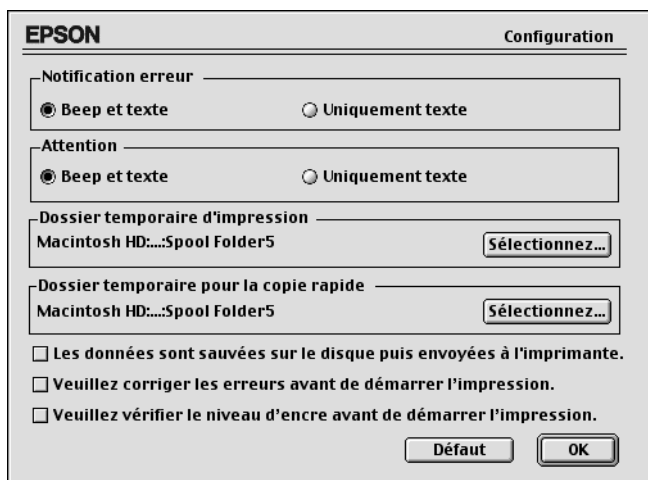 EPSON Configuration
Notification erreur
Beep et texte Uniquement texte
Attention
Beep et texte Uniquement texte
Dossier temporaire d'impression
Macintosh HD:...:Spool Folder5 Sélectionnez...
Dossier temporaire pour la copie rapide
Macintosh HD:...:Spool Folder5 Sélectionnez...
Les données sont sauvées sur le disque puis envoyées à l'imprimante.
Veuillez corriger les erreurs avant de démarrer l’impression.
Veuillez vérifier le niveau d’encre avant de démarrer l’impression.
Défaut OK